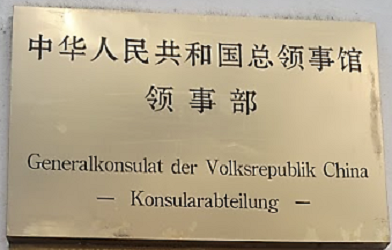 中华人民共和国总领事馆
领事部
Generalkonsulat der Volksrepublik China
— Konsularabteilung —